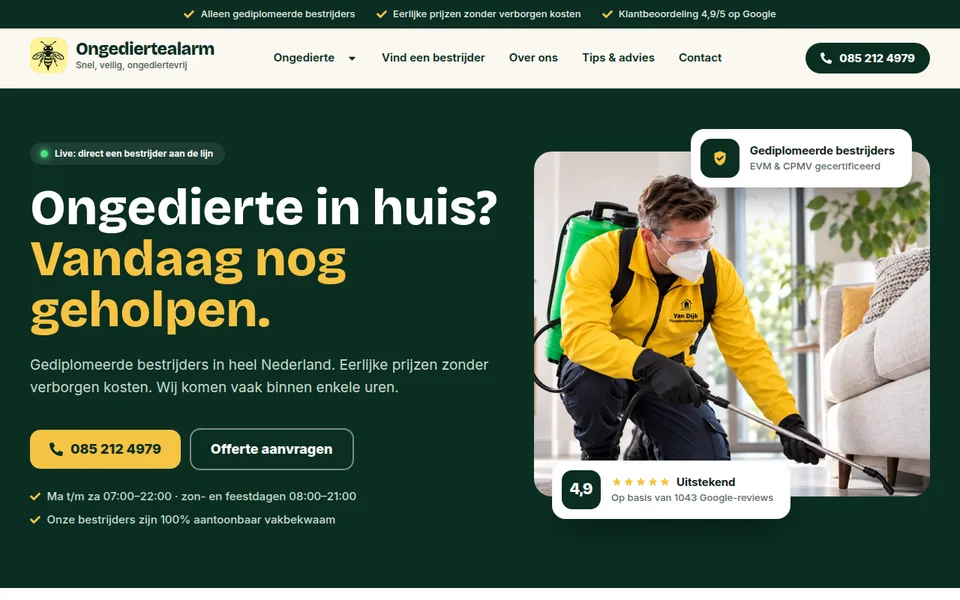 Alleen gediplomeerde bestrijders
Eerlijke prijzen zonder verborgen kosten
Klantbeoordeling 4,9/5 op Google
Ongediertealarm
Snel, veilig, ongediertevrij
Ongedierte
Vind een bestrijder
Over ons
Tips & advies
Contact
085 212 4979
Live: direct een bestrijder aan de lijn
Ongedierte in huis?
Vandaag nog
geholpen.
Gediplomeerde bestrijders in heel Nederland. Eerlijke prijzen zonder
verborgen kosten. Wij komen vaak binnen enkele uren.
085 212 4979
Offerte aanvragen
Ma t/m za 07:00–22:00 · zon- en feestdagen 08:00–21:00
Onze bestrijders zijn 100% aantoonbaar vakbekwaam
Gediplomeerde bestrijders
EVM & CPMV gecertificeerd
Van Dijk
4,9
Uitstekend
Op basis van 1043 Google-reviews